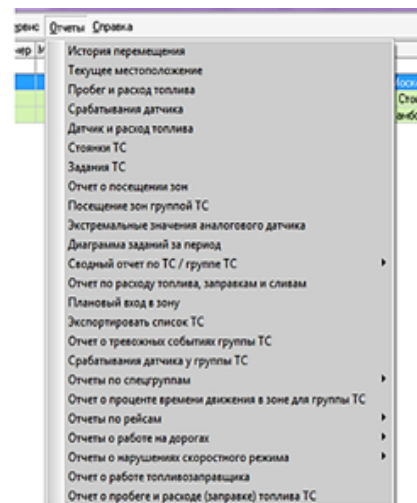 Отчеты Справка
История перемещения
Текущее местоположение
Пробег и расход топлива
Срабатывания датчика
Датчик и расход топлива
Стоянки ТС
Задания ТС
Отчет о посещении зон
Посещение зон группой ТС
Экстремальные значения аналогового датчика
Диаграмма заданий за период
Сводный отчет по ТС / группе ТС
Отчет по расходу топлива, заправкам и сливам
Плановый вход в зону
Экспортировать список ТС
Отчет о тревожных событиях группы ТС
Срабатывания датчика у группы ТС
Отчеты по спецгруппам
Отчет о проценте времени движения в зоне для группы ТС
Отчеты по рейсам
Отчеты о работе на дорогах
Отчеты о нарушениях скоростного режима
Отчет о работе топливозаправщика
Отчет о пробеге и расходе (заправке) топлива ТС